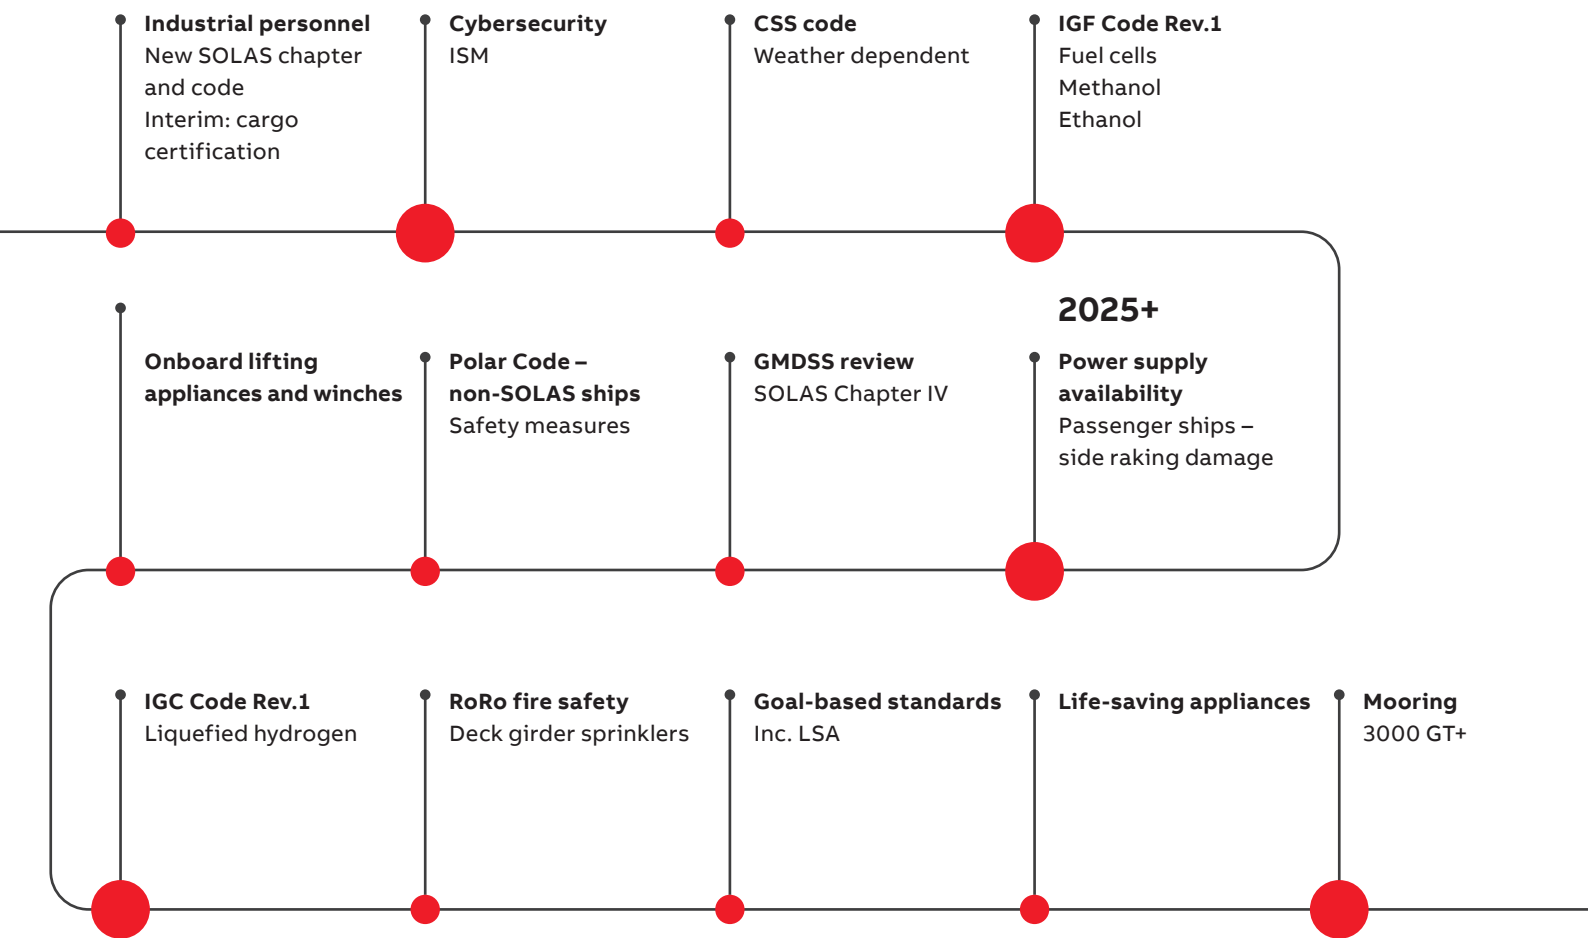 Industrial personnel
New SOLAS chapter
and code
Interim: cargo
certification
Cybersecurity
ISM
CSS code
Weather dependent
IGF Code Rev.1
Fuel cells
Methanol
Ethanol
Onboard lifting
appliances and winches
Polar Code –
non-SOLAS ships
Safety measures
GMDSS review
SOLAS Chapter IV
2025+
Power supply
availability
Passenger ships –
side raking damage
IGC Code Rev.1
Liquefied hydrogen
RoRo fire safety
Deck girder sprinklers
Goal-based standards
Inc. LSA
Life-saving appliances
Mooring
3000 GT+